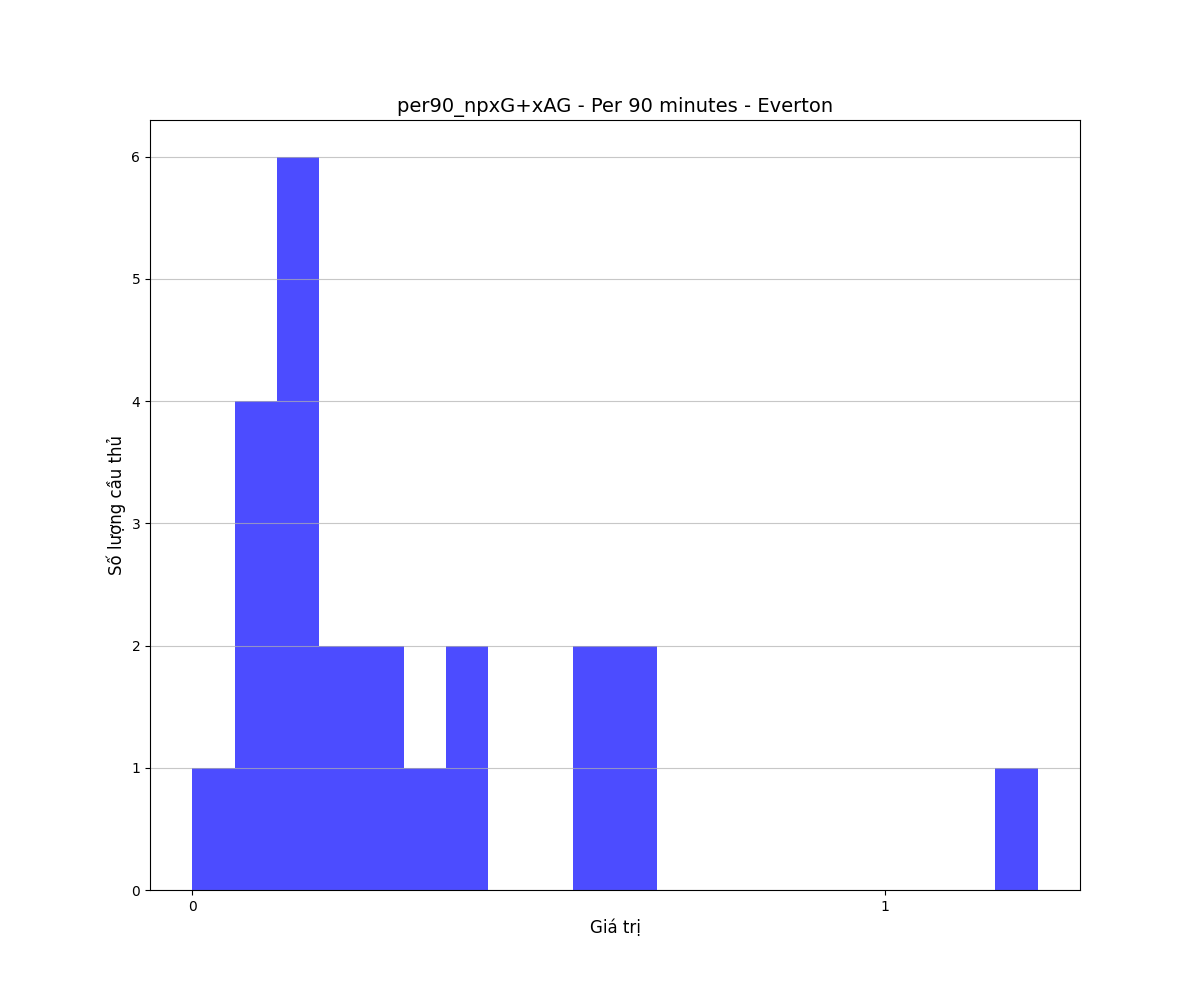 per90_npxG+xAG - Per 90 minutes - Everton
6
5
4
3
2
1
0
Số lượng cầu thủ
0 1
Giá trị